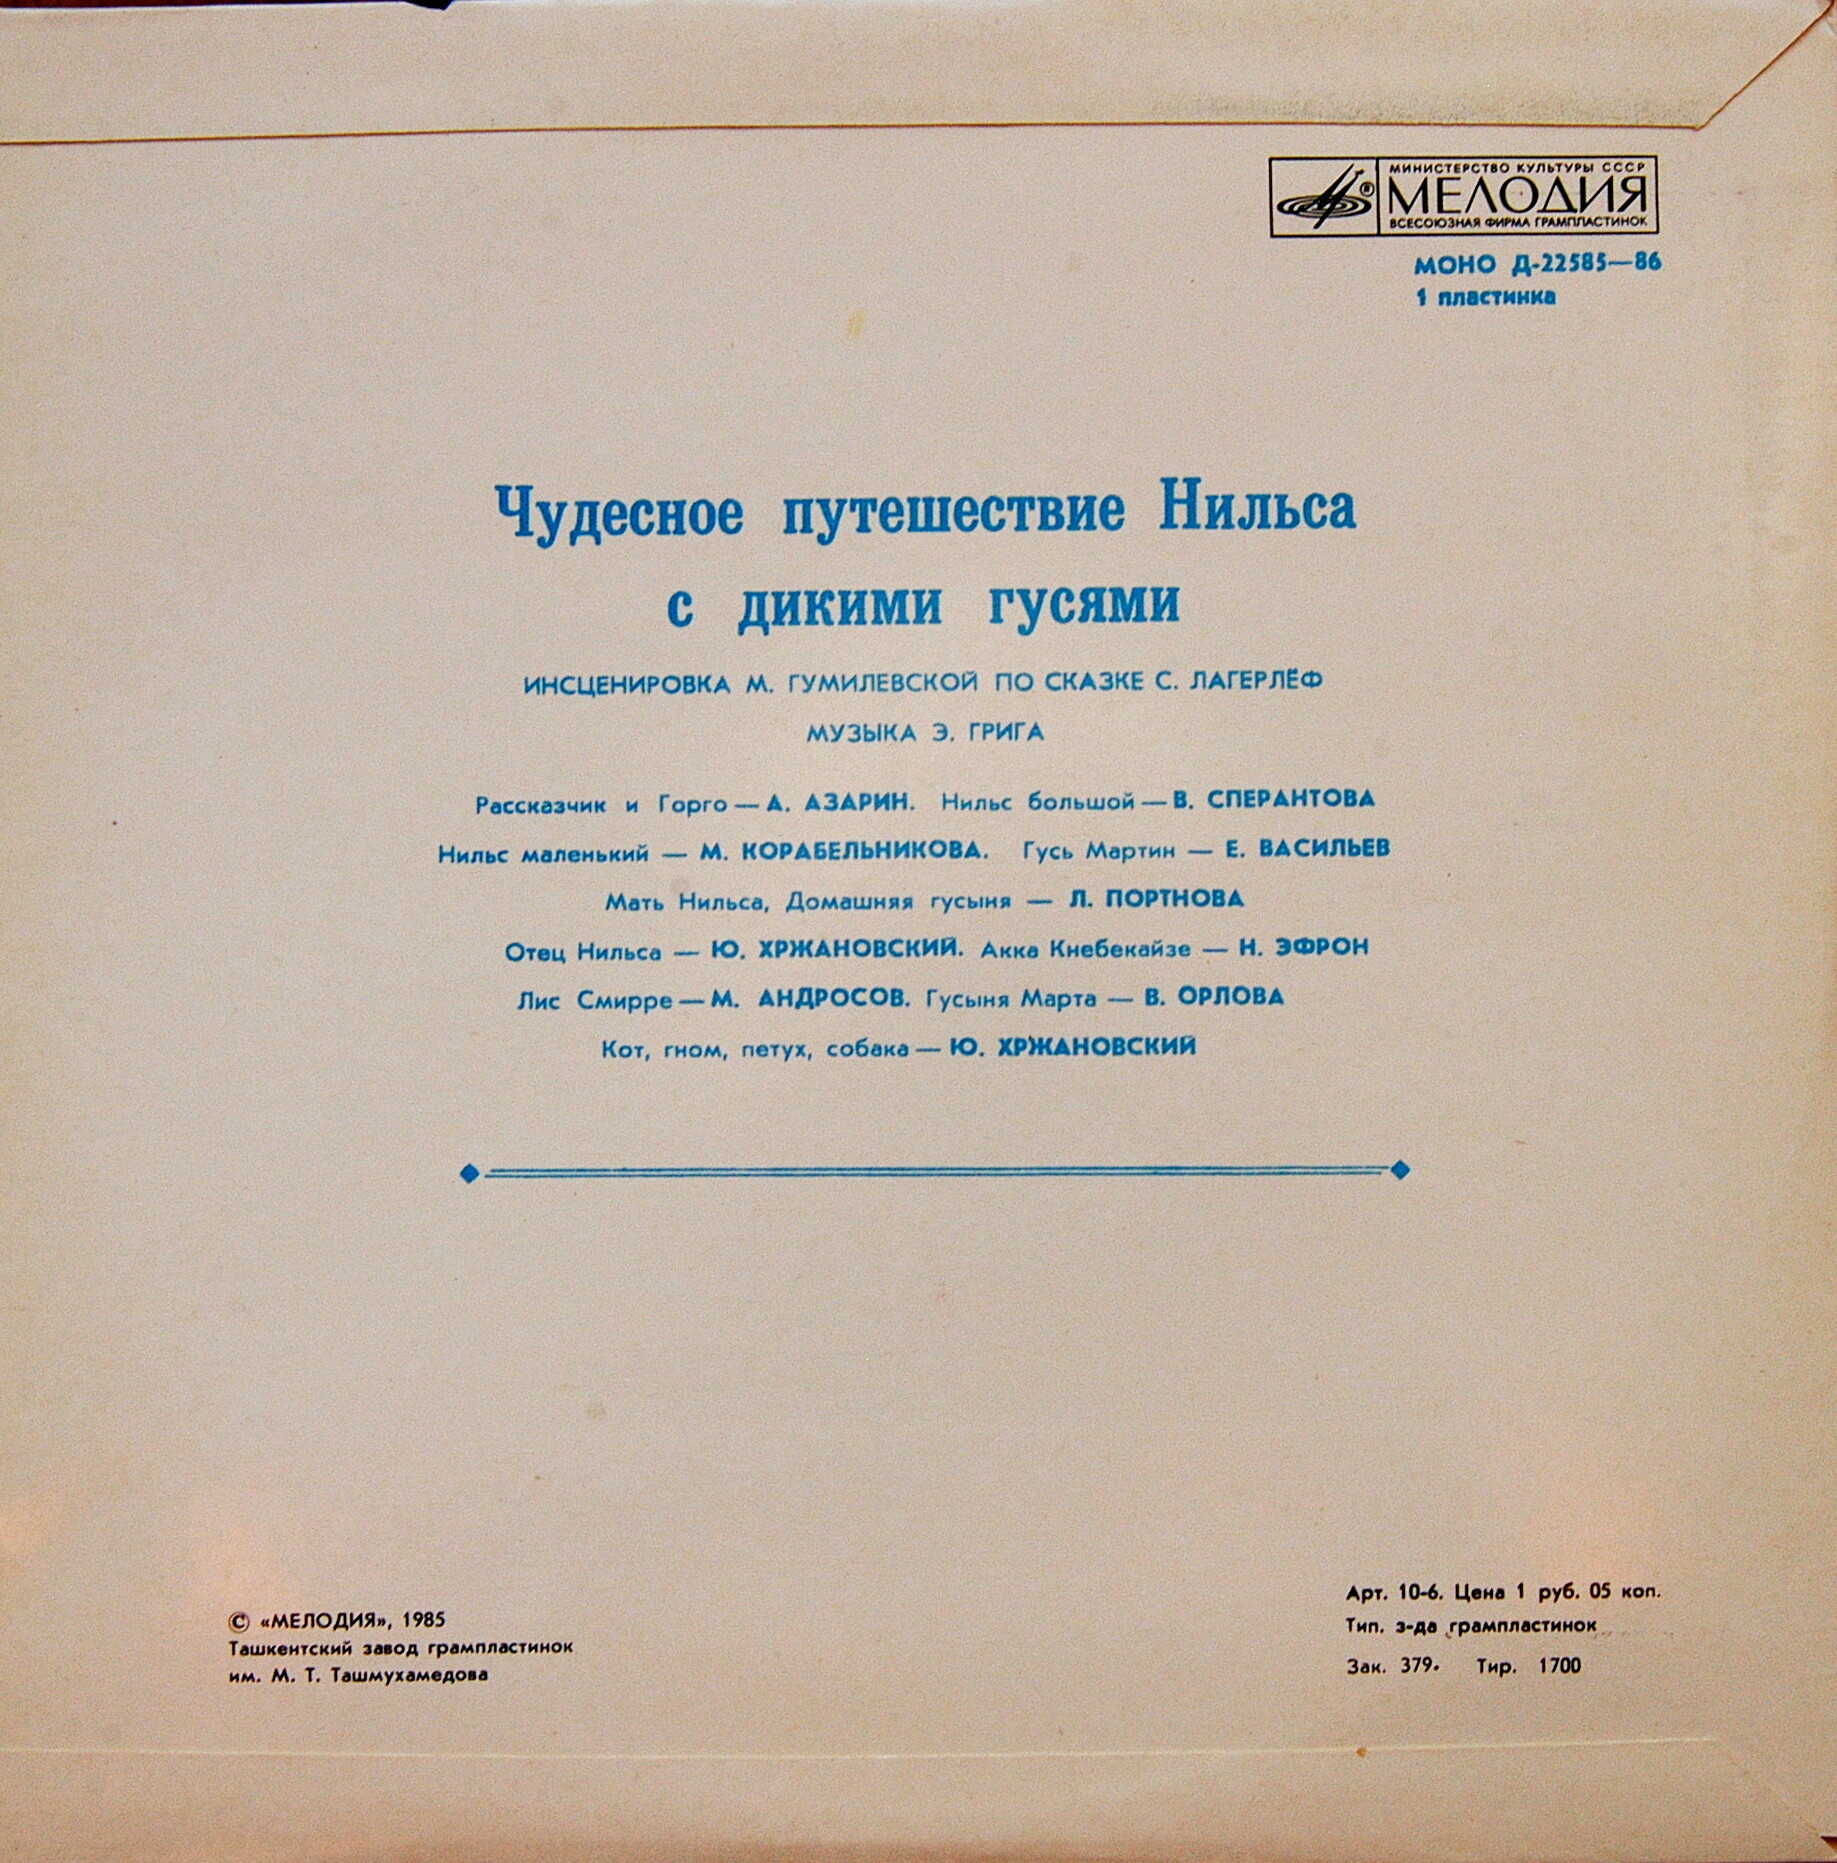 МИНИСТЕРСТВО КУЛЬТУРЫ СССР
МЕЛОДИЯ
ВСЕСОЮЗНАЯ ФИРМА ГРАМПЛАСТИНОК
МОНО Д-22585—86
1 пластинка
Чудесное путешествие Нильса
с дикими гусями
ИНСЦЕНИРОВКА М. ГУМИЛЕВСКОЙ ПО СКАЗКЕ С. ЛАГЕРЛЁФ
МУЗЫКА Э. ГРИГА
Рассказчик и Горго — А. АЗАРИН. Нильс большой — В. СПЕРАНТОВА
Нильс маленький — М. КОРАБЕЛЬНИКОВА. Гусь Мартин — Е. ВАСИЛЬЕВ
Мать Нильса, Домашняя гусыня — Л. ПОРТНОВА
Отец Нильса — Ю. ХРЖАНОВСКИЙ. Акка Кнебекайзе — Н. ЭФРОН
Лис Смирре — М. АНДРОСОВ. Гусыня Марта — В. ОРЛОВА
Кот, гном, петух, собака — Ю. ХРЖАНОВСКИЙ
© «МЕЛОДИЯ», 1985
Ташкентский завод грампластинок
им. М. Т. Ташмухамедова
Арт. 10-6. Цена 1 руб. 05 коп.
Тип. з-да грампластинок
Зак. 379. Тир. 1700